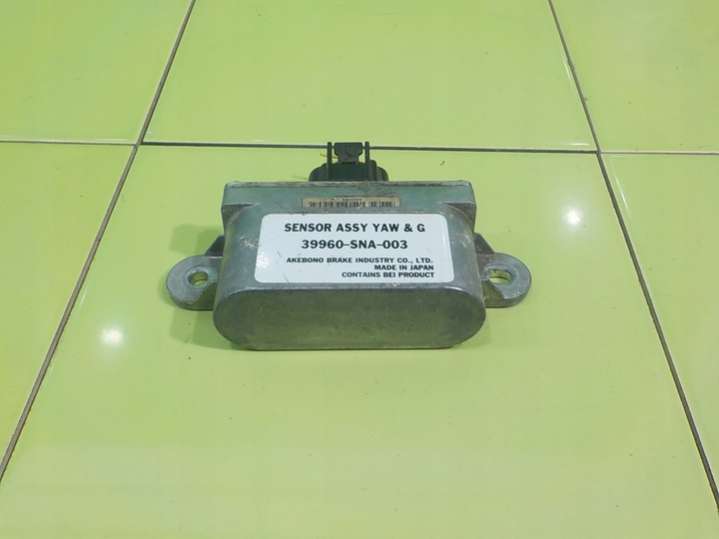 SENSOR ASSY YAW & G
39960-SNA-003
AKEBONO BRAKE INDUSTRY CO., LTD.
MADE IN JAPAN
CONTAINS BEI PRODUCT